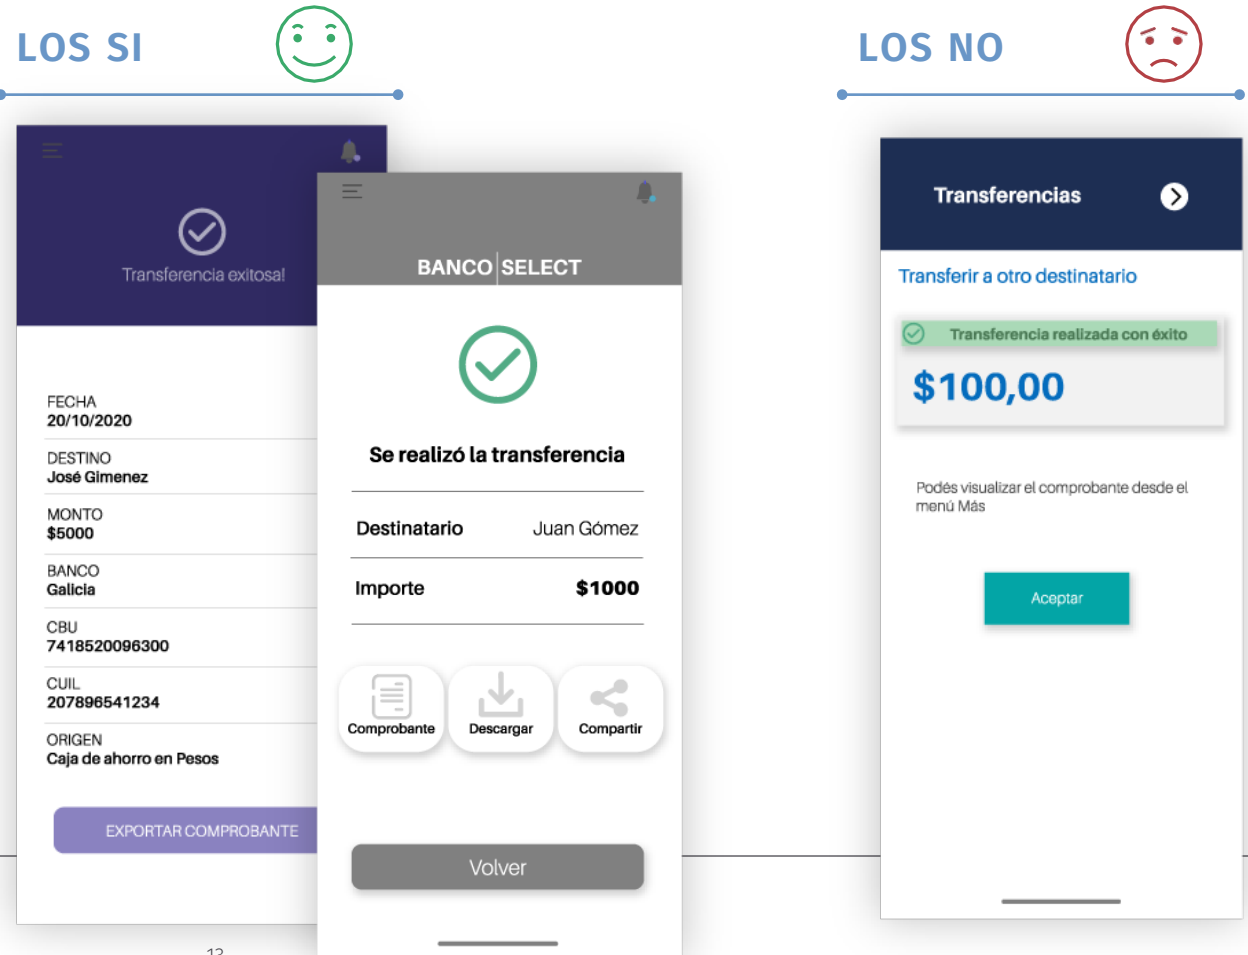 LOS SI
LOS NO
Transferencia exitosa!
FECHA
20/10/2020
DESTINO
José Gimenez
MONTO
$5000
BANCO
Galicia
CBU
7418520096300
CUIL
207896541234
ORIGEN
Caja de ahorro en Pesos
EXPORTAR COMPROBANTE
BANCO SELECT
Se realizó la transferencia
Destinatario Juan Gómez
Importe $1000
Comprobante Descargar Compartir
Volver
Transferencias
Transferir a otro destinatario
Transferencia realizada con éxito
$100,00
Podés visualizar el comprobante desde el
menú Más
Aceptar